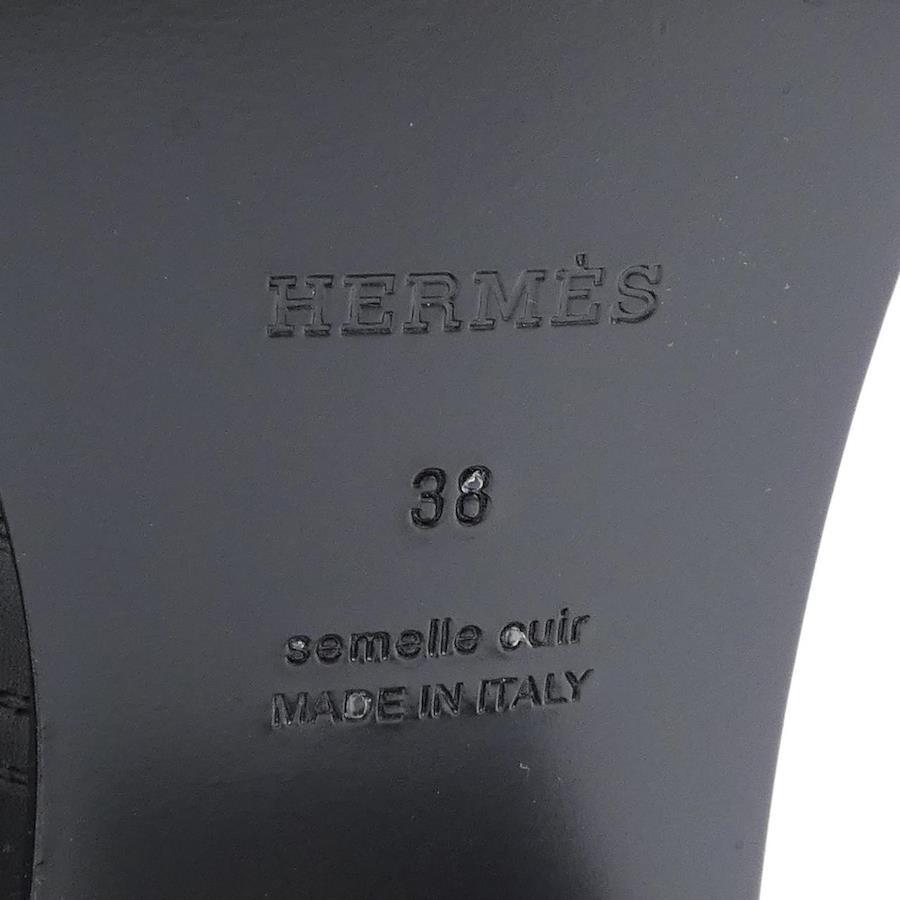 HERMÈS
38
semelle cuir
MADE IN ITALY